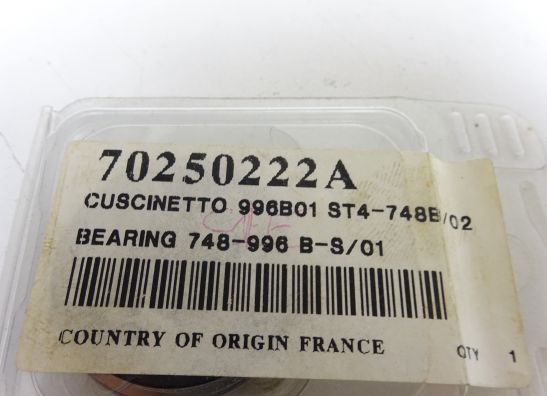 70250222A
CUSCINETTO 996B01 ST4-748B/02
BEARING 748-996 B-S/01
COUNTRY OF ORIGIN FRANCE QTY 1